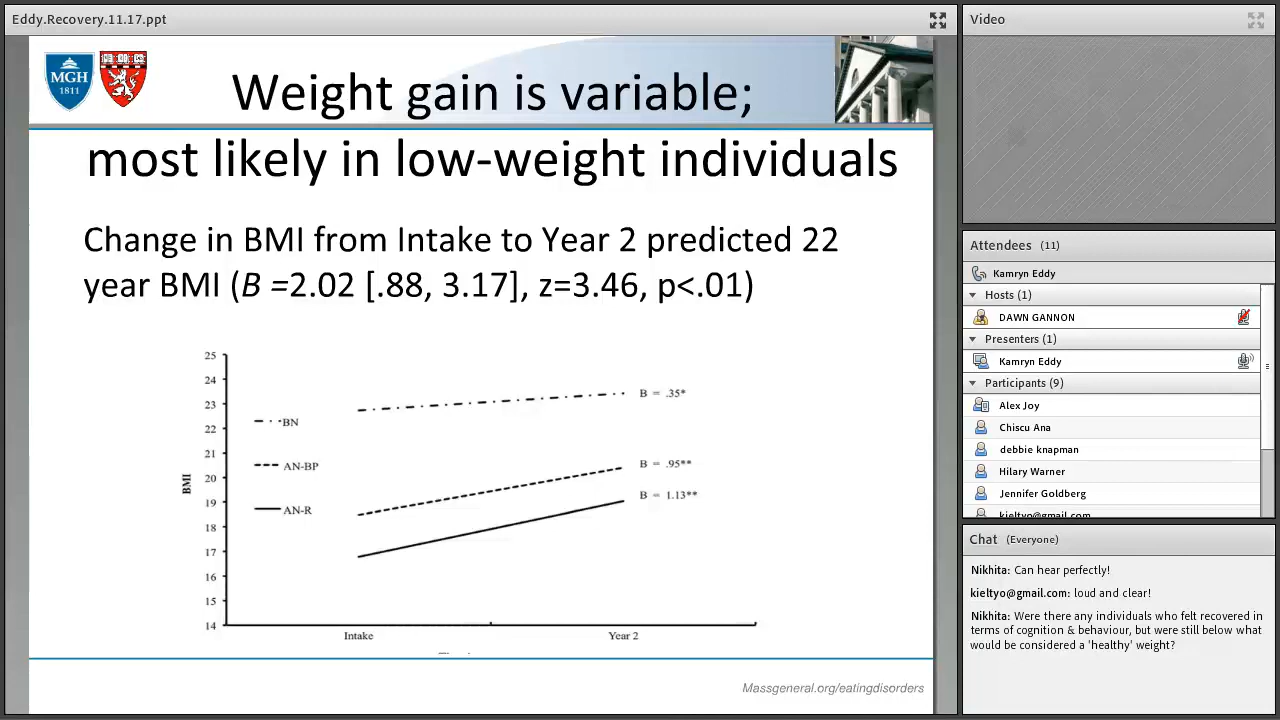 Eddy.Recovery.11.17.ppt
MGH
1811
Weight gain is variable;
most likely in low-weight individuals
Change in BMI from Intake to Year 2 predicted 22
year BMI (B =2.02 [.88, 3.17], z=3.46, p<.01)
25
24
23
22
21
20
19
18
17
16
15
14
BMI
BN
AN-BP
AN-R
B = .35*
B = .95**
B = 1.13**
Intake
Year 2
Massgeneral.org/eatingdisorders
Video
Attendees (11)
Kamryn Eddy
Hosts (1)
DAWN GANNON
Presenters (1)
Kamryn Eddy
Participants (9)
Alex Joy
Chiscu Ana
debbie knapman
Hilary Warner
Jennifer Goldberg
kieltyo@gmail.com
Chat (Everyone)
Nikhita: Can hear perfectly!
kieltyo@gmail.com: loud and clear!
Nikhita: Were there any individuals who felt recovered in
terms of cognition & behaviour, but were still below what
would be considered a 'healthy' weight?